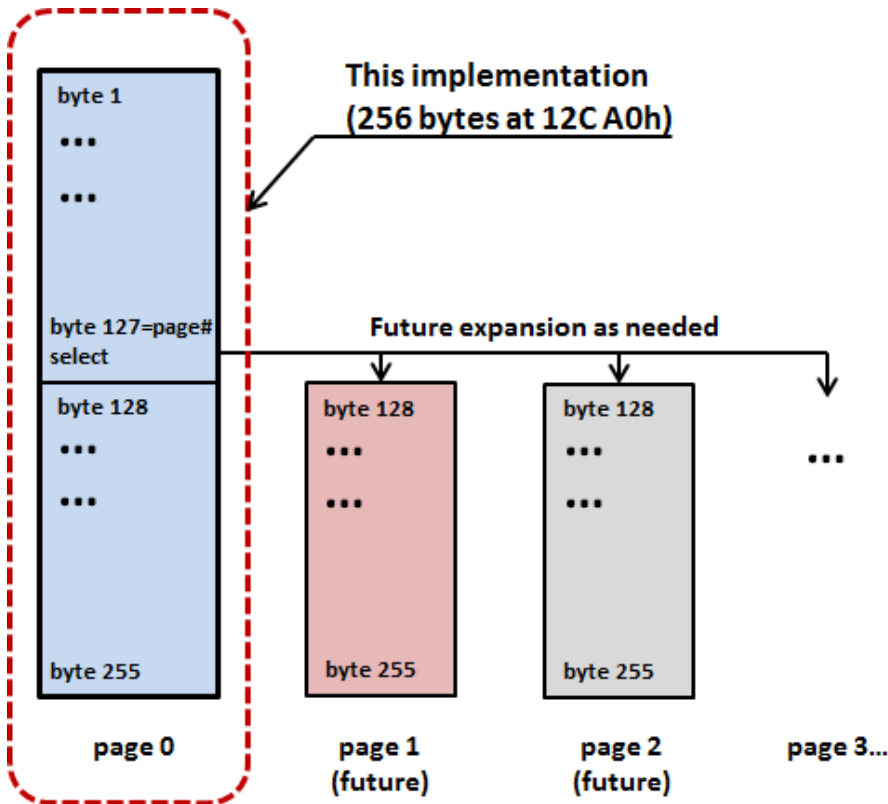 This implementation
(256 bytes at 12C A0h)
byte 1
...
...
byte 127=page#
select
Future expansion as needed
byte 128
...
...
byte 255
byte 128
...
...
byte 255
byte 128
...
...
byte 255
...
page 0
page 1
(future)
page 2
(future)
page 3...